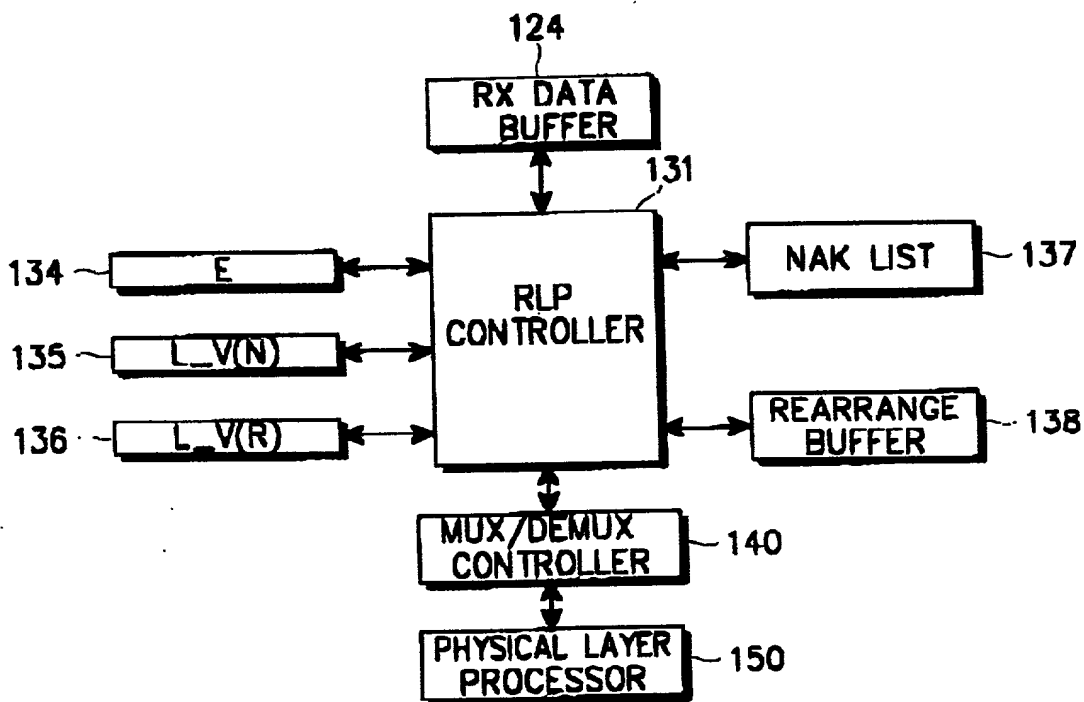 124
RX DATA
BUFFER
131
134
E
NAK LIST
137
RLP
CONTROLLER
135
L_V(N)
136
L_V(R)
REARRANGE
BUFFER
138
MUX/DEMUX
CONTROLLER
140
PHYSICAL LAYER
PROCESSOR
150